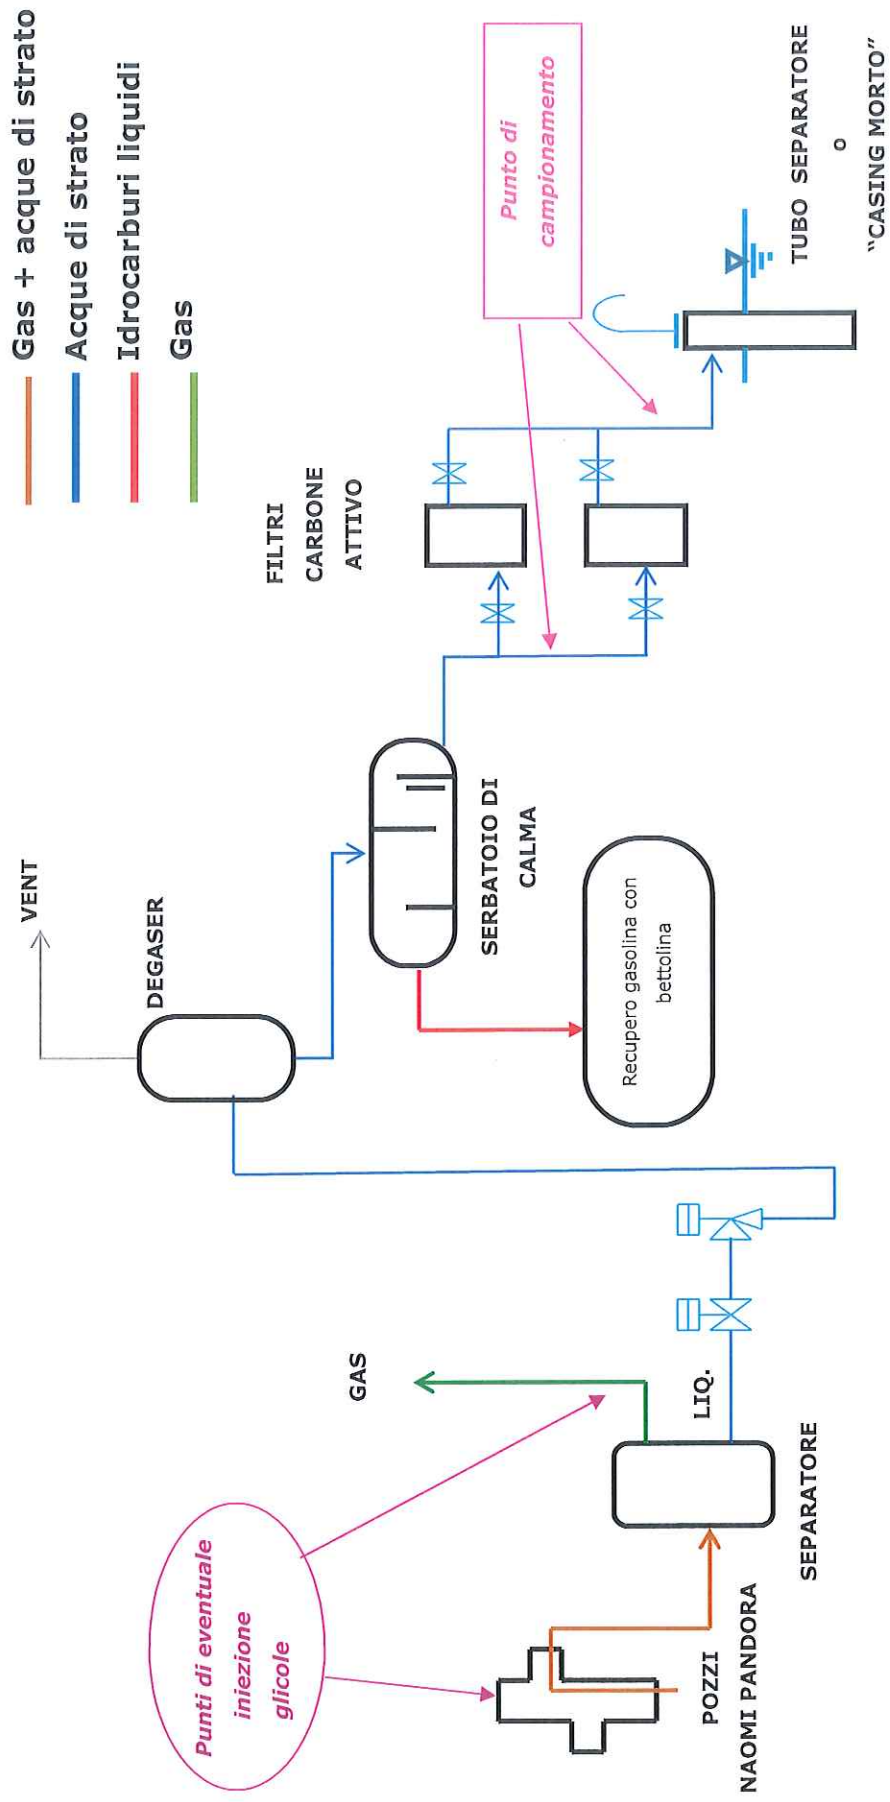 Gas + acque di strato
Acque di strato
Idrocarburi liquidi
Gas
VENT
DEGASER
FILTRI
CARBONE
ATTIVO
Punto di
campionamento
SERBATOIO DI
CALMA
Recupero gasolina con
bettolina
TUBO SEPARATORE
O
“CASING MORTO”
Punti di eventuale
iniezione
glicole
GAS
LIQ.
SEPARATORE
POZZI
NAOMI PANDORA